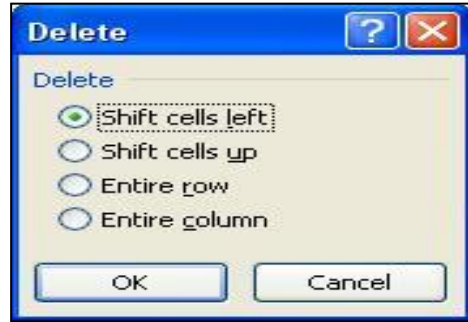 Delete ?
Delete
Shift cells left
Shift cells up
Entire row
Entire column
OK Cancel